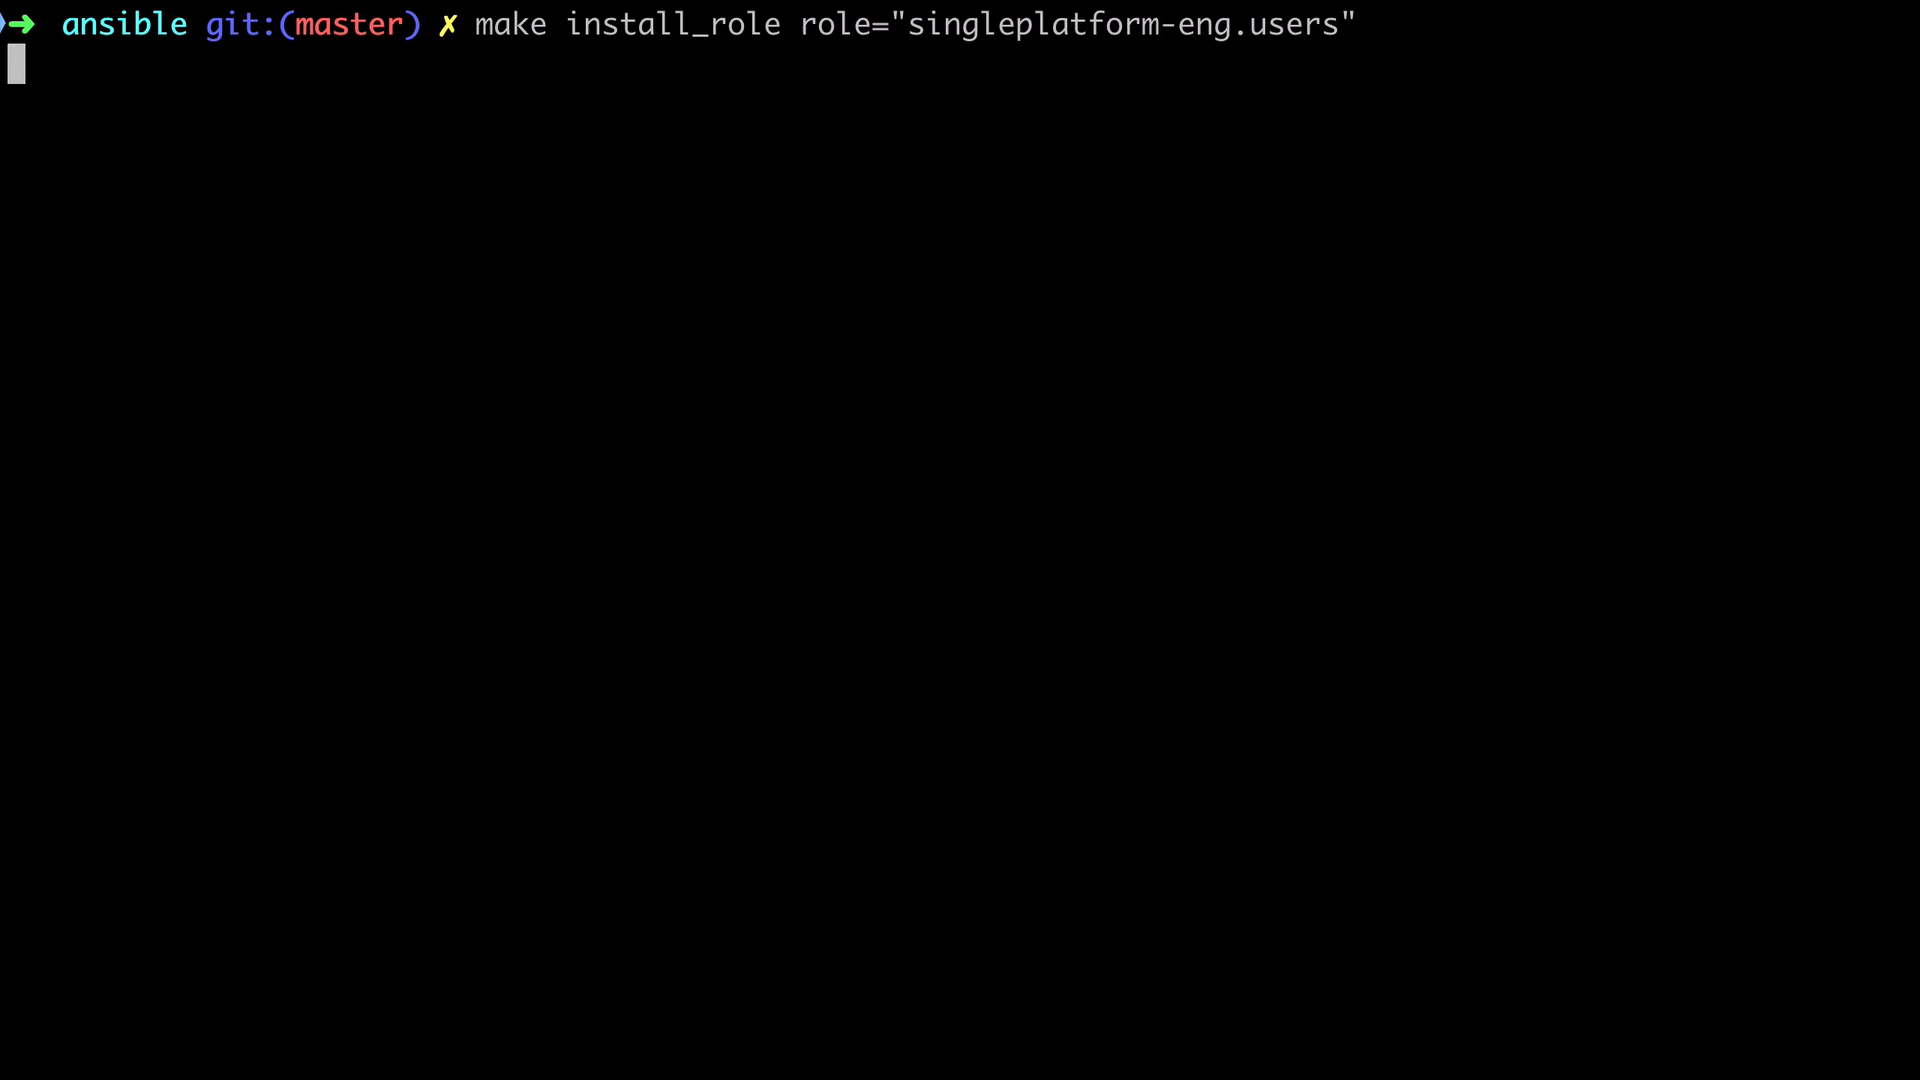 ➜ ansible git:(master) ✗ make install_role role="singleplatform-eng.users"